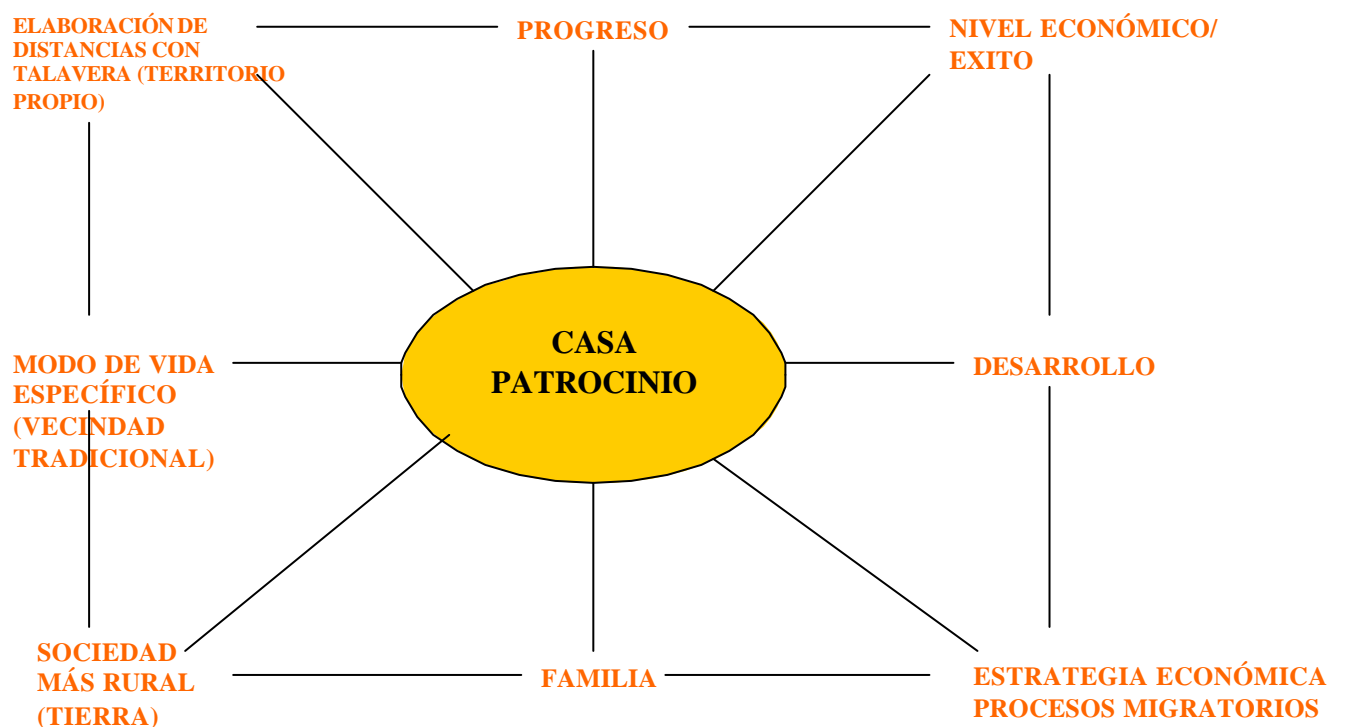 ELABORACIÓN DE
DISTANCIAS CON
TALAVERA (TERRITORIO
PROPIO)
PROGRESO
NIVEL ECONÓMICO/
EXITO
CASA
PATROCINIO
MODO DE VIDA
ESPECÍFICO
(VECINDAD
TRADICIONAL)
DESARROLLO
SOCIEDAD
MÁS RURAL
(TIERRA)
FAMILIA
ESTRATEGIA ECONÓMICA
PROCESOS MIGRATORIOS